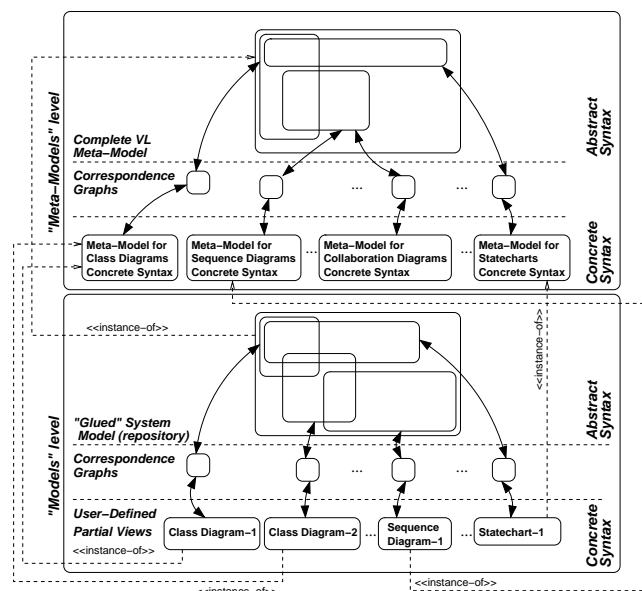 "Meta–Models" level
Abstract
Syntax
Complete VL
Meta–Model
Correspondence
Graphs
...
...
...
Meta–Model for
Class Diagrams
Concrete Syntax
Meta–Model for
Sequence Diagrams
Concrete Syntax
...
Meta–Model for
Collaboration Diagrams
Concrete Syntax
...
Meta–Model for
Statecharts
Concrete Syntax
Concrete
Syntax
<<instance–of>>
<<instance–of>>
"Models" level
Abstract
Syntax
"Glued" System
Model (repository)
Correspondence
Graphs
...
...
...
User–Defined
Partial Views
Class Diagram–1
Class Diagram–2
...
Sequence
Diagram–1
...
Statechart–1
Concrete
Syntax
<<instance–of>>
<<instance–of>>
<<instance–of>>